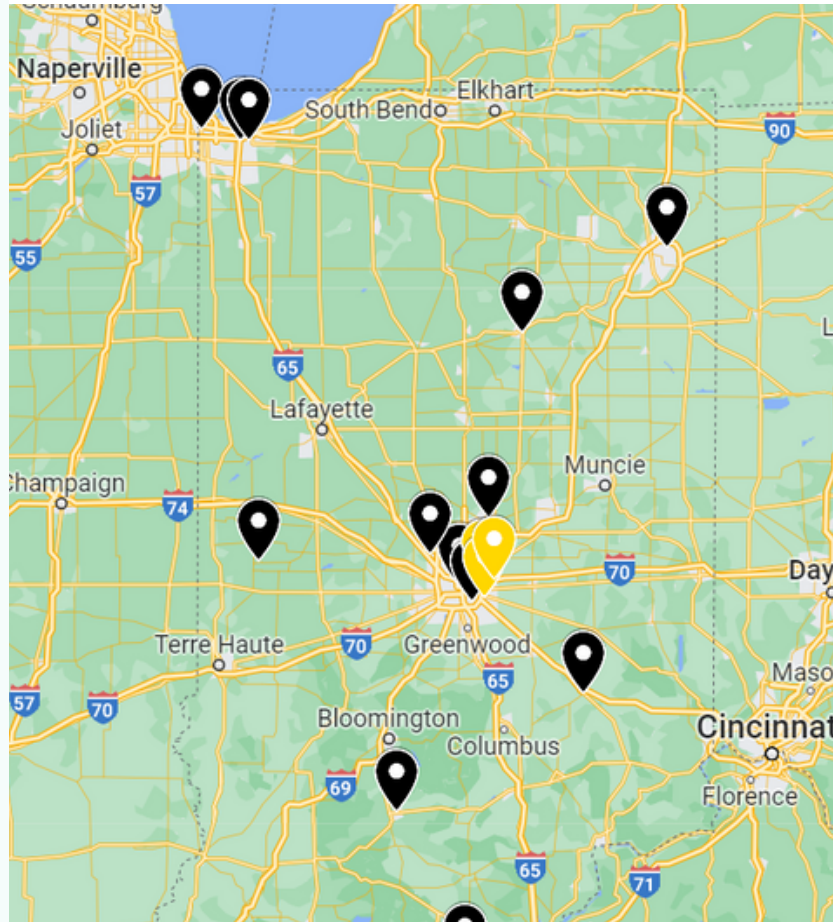 Naperville
Elkhart
South Bend
Joliet
90
57
55
65
Lafayette
Muncie
Champaign
74
70
Day
Terre Haute
70
Greenwood
65
57
70
Maso
Bloomington
Columbus
Cincinnat
69
Florence
65
71